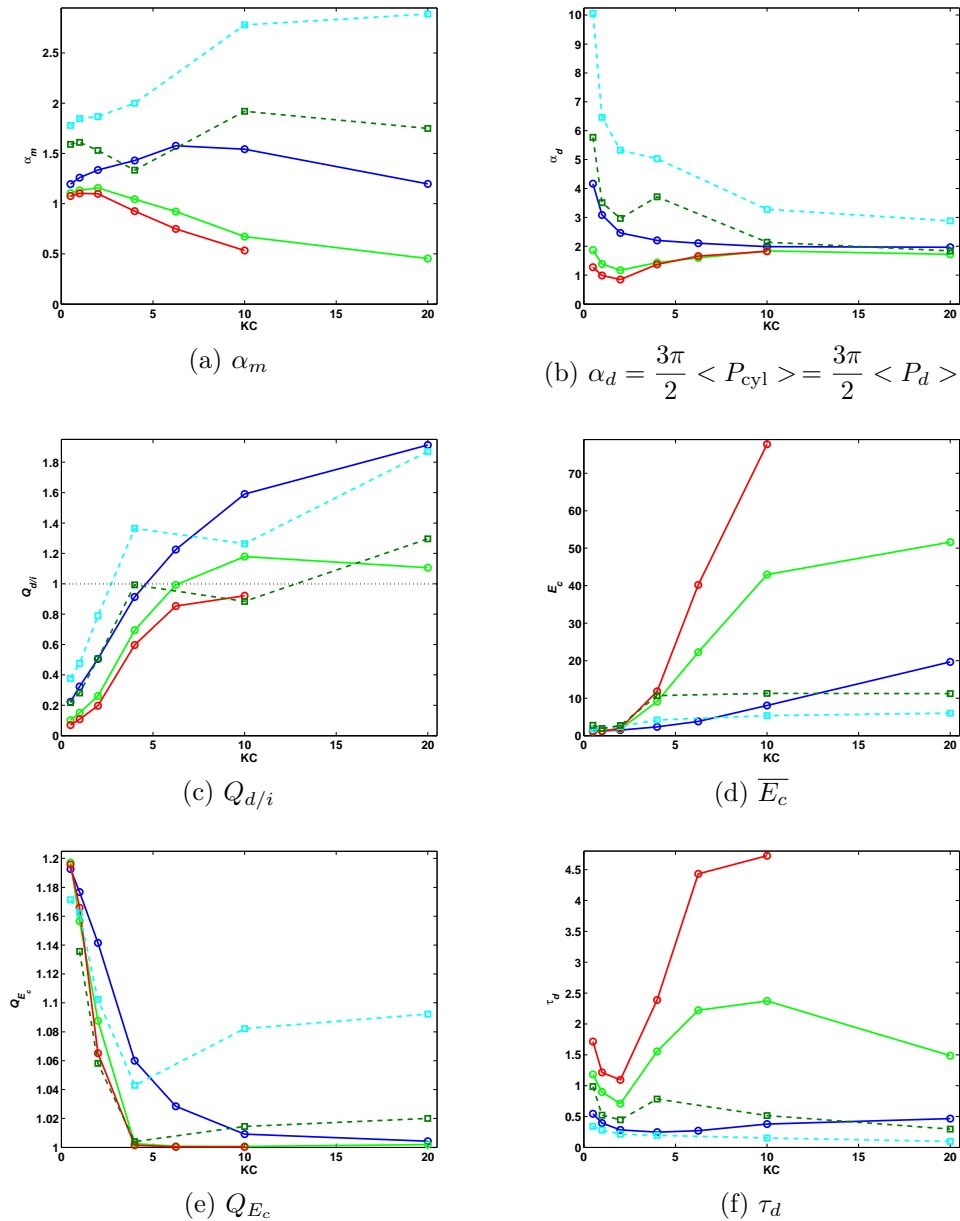 2.5
2
1.5
1
0.5
0
α_m
0 5 10 15 20
KC
(a) α_m
10
9
8
7
6
5
4
3
2
1
0
α_d
0 5 10 15 20
KC
(b) α_d = 3π/2 < P_cyl > = 3π/2 < P_d >
1.8
1.6
1.4
1.2
1
0.8
0.6
0.4
0.2
0
Q_d/i
0 5 10 15 20
KC
(c) Q_d/i
70
60
50
40
30
20
10
0
E_c
0 5 10 15 20
KC
(d) \overline{E_c}
1.2
1.18
1.16
1.14
1.12
1.1
1.08
1.06
1.04
1.02
1
Q_E_c
0 5 10 15 20
KC
(e) Q_E_c
4.5
4
3.5
3
2.5
2
1.5
1
0.5
0
τ_d
0 5 10 15 20
KC
(f) τ_d